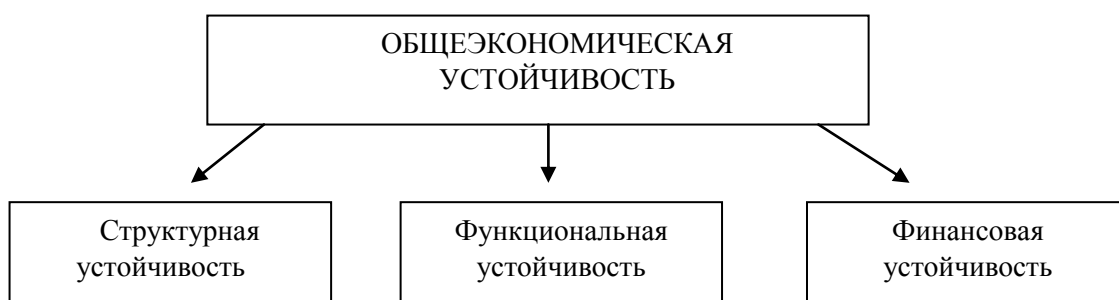 ОБЩЕЭКОНОМИЧЕСКАЯ
УСТОЙЧИВОСТЬ
Структурная
устойчивость
Функциональная
устойчивость
Финансовая
устойчивость